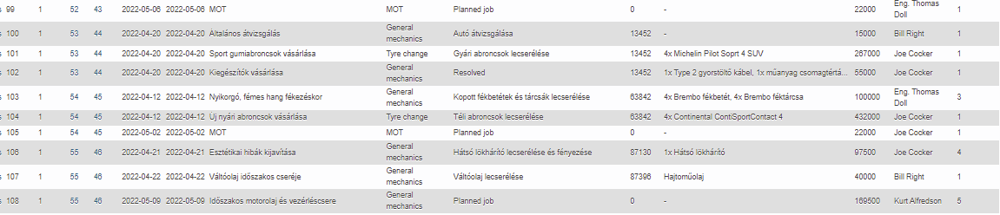 s 99 1 52 43 2022-05-06 2022-05-06 MOT MOT Planned job 0 - 22000 Eng. Thomas Doll 1
s 100 1 53 44 2022-04-20 2022-04-20 Általános átvizsgálás General mechanics Autó átvizsgálása 13452 - 15000 Bill Right 1
s 101 1 53 44 2022-04-20 2022-04-20 Sport gumiabroncs vásárlása Tyre change Gyári abroncsok lecserélése 13452 4x Michelin Pilot Soprt 4 SUV 267000 Joe Cocker 1
s 102 1 53 44 2022-04-20 2022-04-20 Kiegészítők vásárlása General mechanics Resolved 13452 1x Type 2 gyorstöltő kábel, 1x műanyag csomagtértá... 55000 Joe Cocker 1
s 103 1 54 45 2022-04-12 2022-04-12 Nyikorgó, fémes hang fékezéskor General mechanics Kopott fékbetétek és tárcsák lecserélése 63842 4x Brembo fékbetét, 4x Brembo féktárcsa 100000 Eng. Thomas Doll 3
s 104 1 54 45 2022-04-12 2022-04-12 Új nyári abroncsok vásárlása Tyre change Téli abroncsok lecserélése 63842 4x Continental ContiSportContact 4 432000 Joe Cocker 1
s 105 1 54 45 2022-05-02 2022-05-02 MOT MOT Planned job 0 - 22000 Joe Cocker 1
s 106 1 55 46 2022-04-21 2022-04-21 Esztétikai hibák kijavítása General mechanics Hátsó lökhárító lecserélése és fényezése 87130 1x Hátsó lökhárító 97500 Joe Cocker 4
s 107 1 55 46 2022-04-22 2022-04-22 Váltóolaj időszakos cseréje General mechanics Váltóolaj lecserélése 87396 Hajtóműolaj 40000 Bill Right 1
s 108 1 55 46 2022-05-09 2022-05-09 Időszakos motorolaj és vezérléscsere General mechanics Planned job 0 - 169500 Kurt Alfredson 5